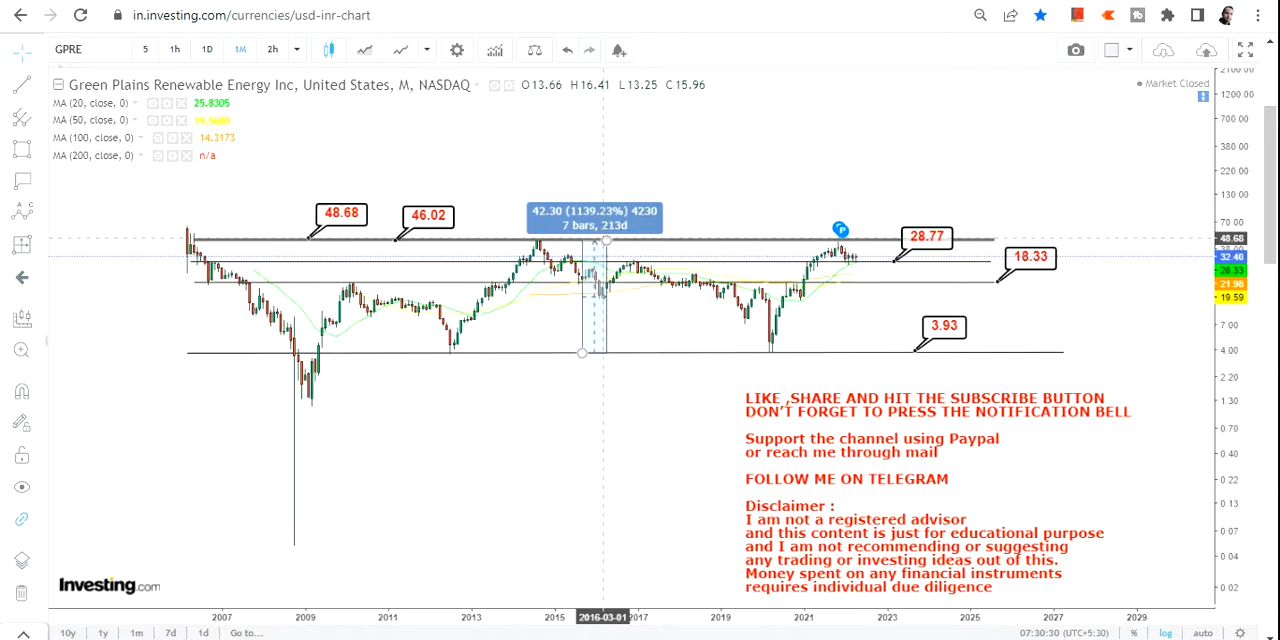 in.investing.com/currencies/usd-inr-chart
GPRE 5 1h 1D 1M 2h
Green Plains Renewable Energy Inc, United States, M, NASDAQ O13.66 H16.41 L13.25 C15.96
Market Closed
MA (20, close, 0) 25.8305
MA (50, close, 0)
MA (100, close, 0) 14.3173
MA (200, close, 0) n/a
2100.00
1200.00
700.00
380.00
220.00
130.00
70.00
48.68
32.40
28.33
21.98
19.59
7.00
4.00
2.20
1.30
0.70
0.40
0.22
0.13
0.07
0.04
0.02
48.68
46.02
42.30 (1139.23%) 4230
7 bars, 213d
P
28.77
18.33
3.93
LIKE ,SHARE AND HIT THE SUBSCRIBE BUTTON
DON'T FORGET TO PRESS THE NOTIFICATION BELL
Support the channel using Paypal
or reach me through mail
FOLLOW ME ON TELEGRAM
Disclaimer :
I am not a registered advisor
and this content is just for educational purpose
and I am not recommending or suggesting
any trading or investing ideas out of this.
Money spent on any financial instruments
requires individual due diligence
Investing.com
2007 2009 2011 2013 2015 2016-03-01 2017 2019 2021 2023 2025 2027 2029
10y 1y 1m 7d 1d Go to... 07:30:30 (UTC+5:30) % log auto